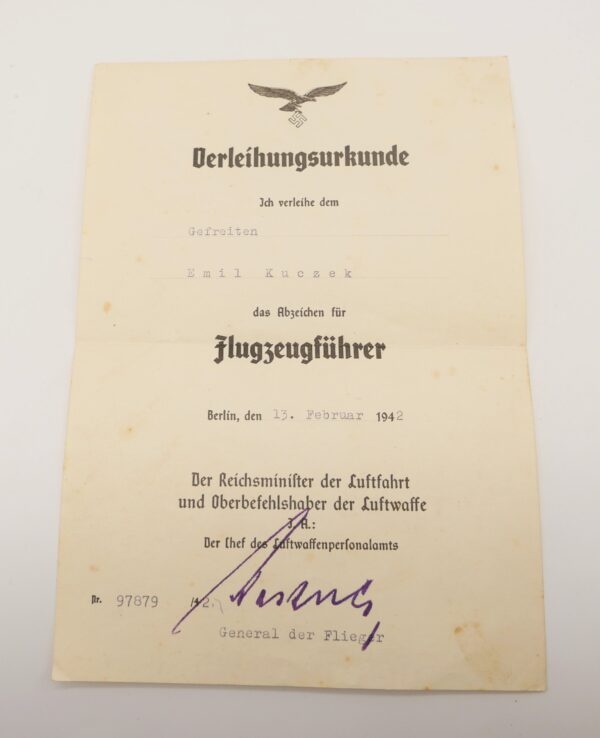 Verleihungsurkunde
Ich verleihe dem
Gefreiten
Emil Kuczek
das Abzeichen für
Flugzeugführer
Berlin, den 13. Februar 1942
Der Reichsminister der Luftfahrt
und Oberbefehlshaber der Luftwaffe
J. A.:
Der Chef des Luftwaffenpersonalamts
Nr. 97879 /42.
General der Flieger